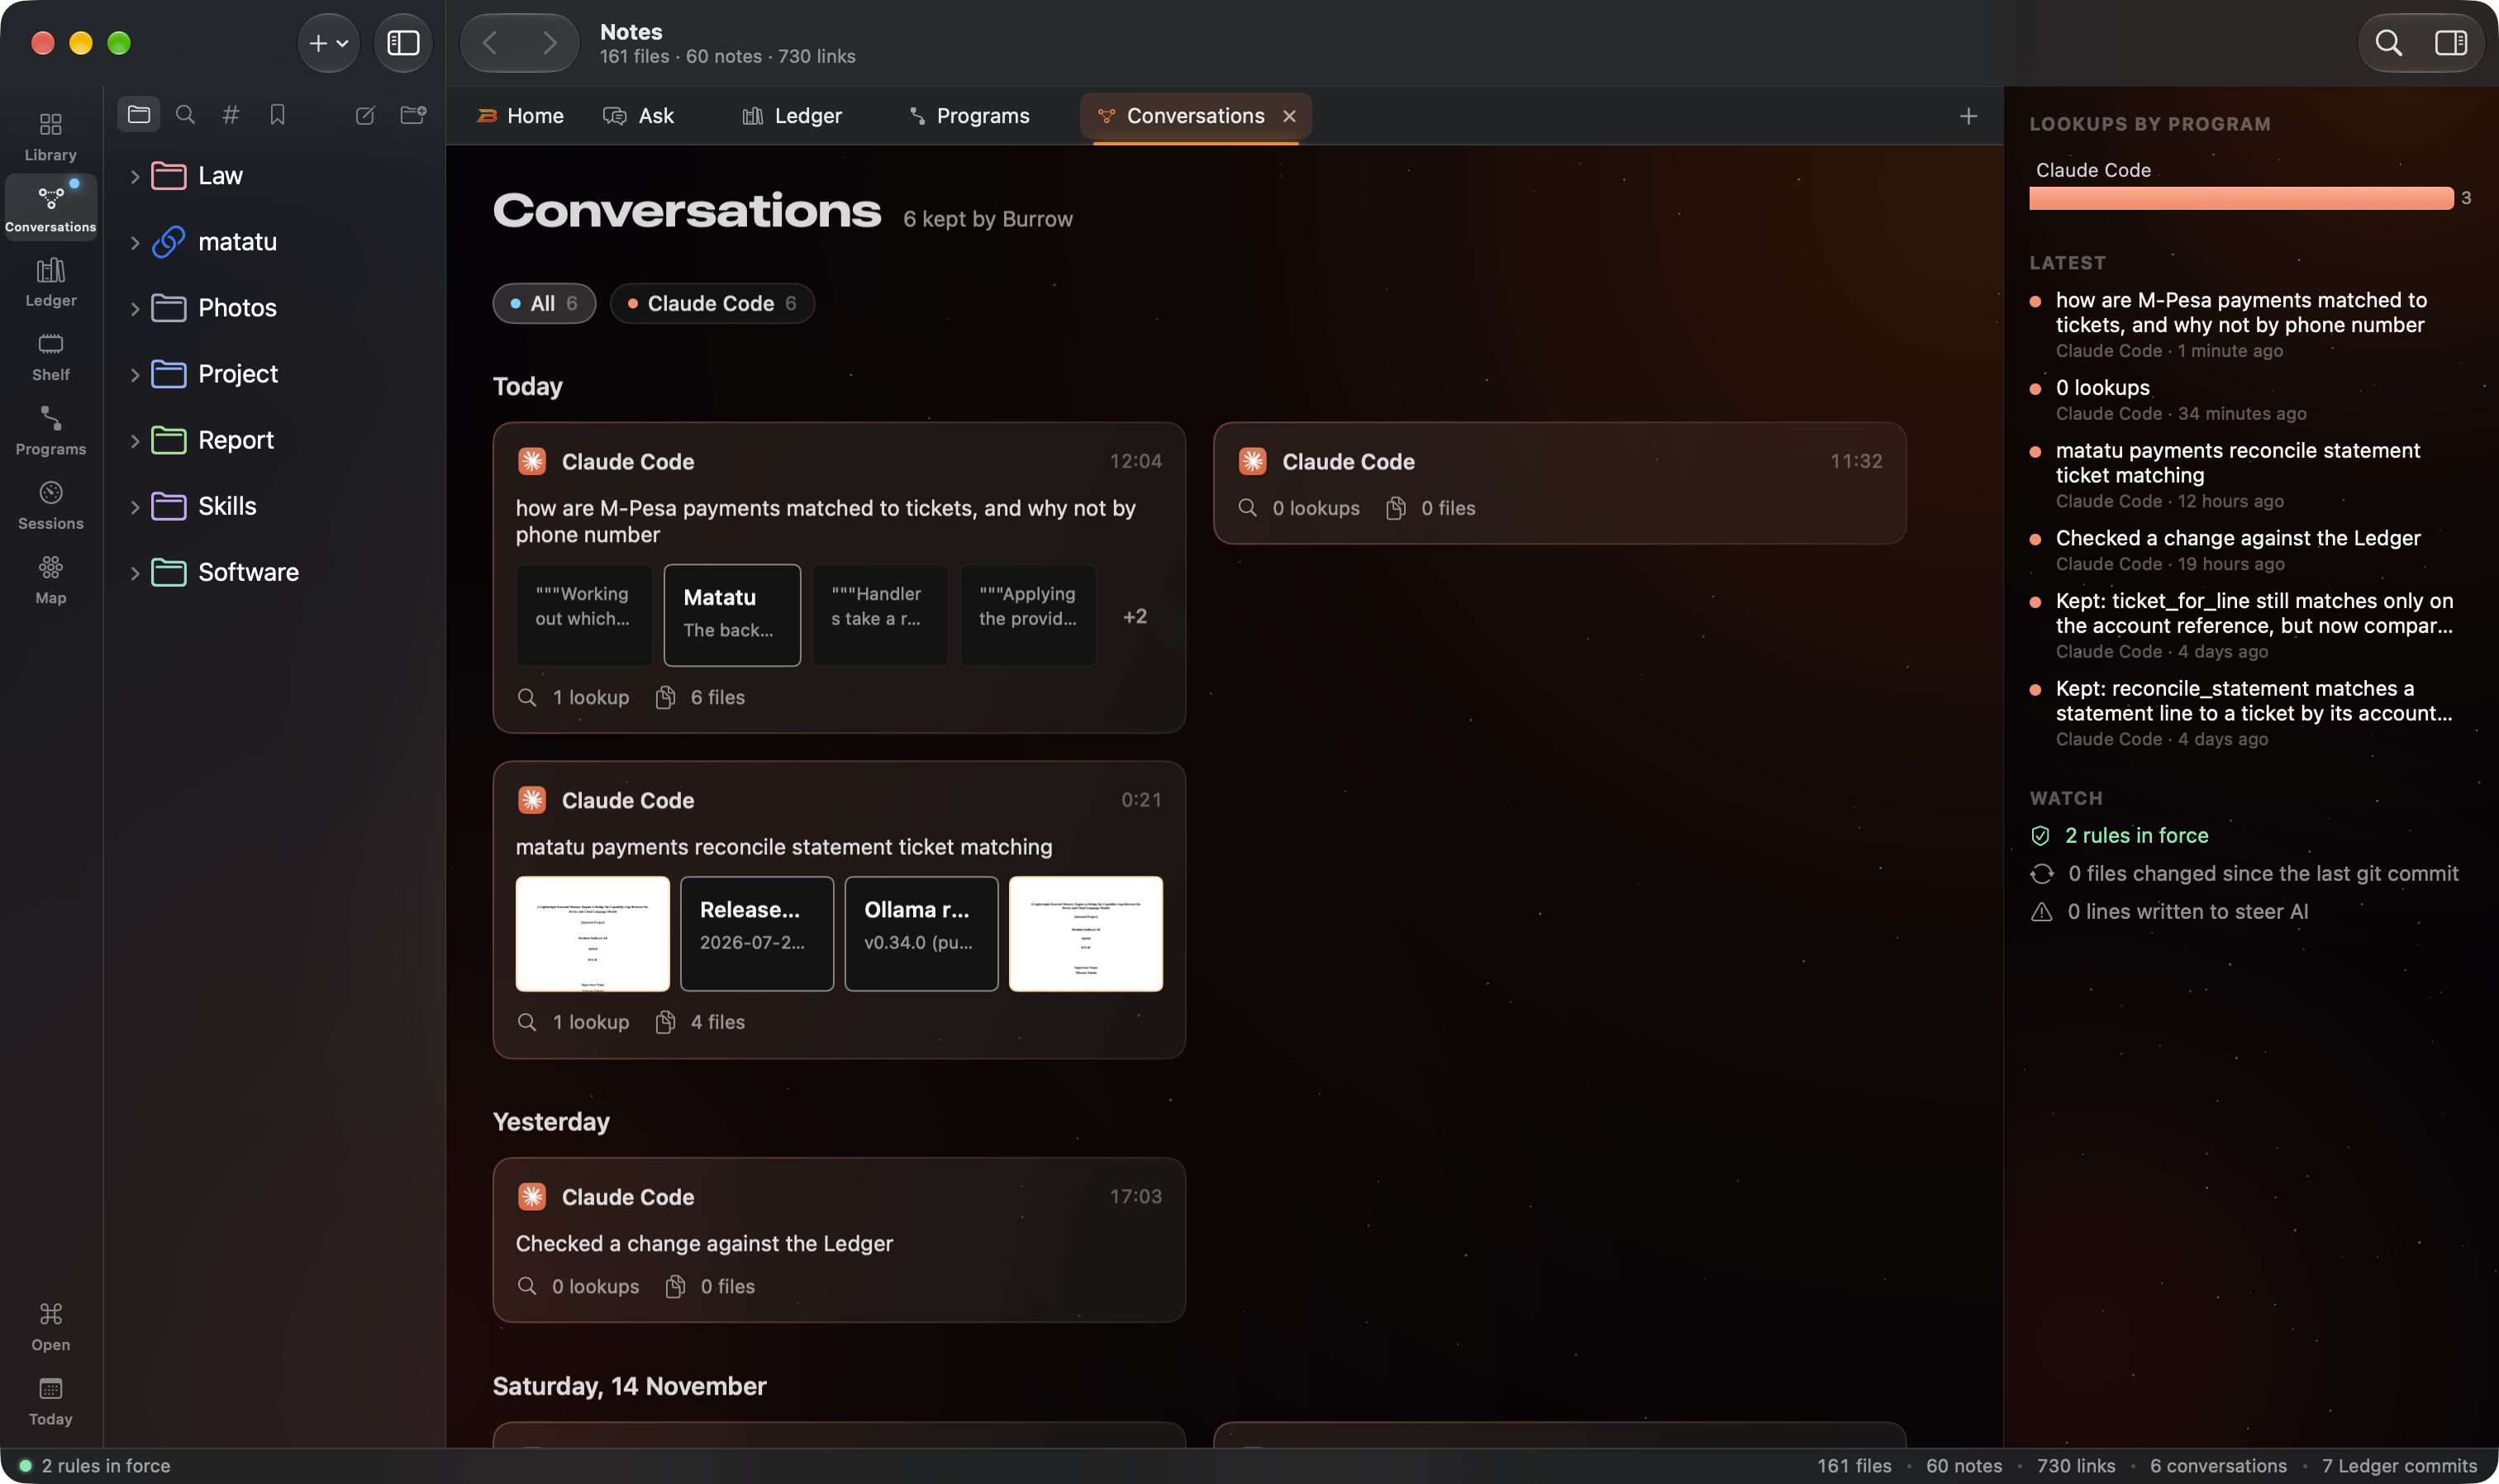 Notes
161 files · 60 notes · 730 links
Library
Conversations
Ledger
Shelf
Programs
Sessions
Map
Open
Today
Law
matatu
Photos
Project
Report
Skills
Software
Home
Ask
Ledger
Programs
Conversations
Conversations 6 kept by Burrow
All 6
Claude Code 6
Today
Claude Code 12:04
how are M-Pesa payments matched to tickets, and why not by
phone number
"""Working
out which...
Matatu
The back...
"""Handler
s take a r...
"""Applying
the provid...
+2
1 lookup 6 files
Claude Code 11:32
0 lookups 0 files
Claude Code 0:21
matatu payments reconcile statement ticket matching
Release...
2026-07-2...
Ollama r...
v0.34.0 (pu...
1 lookup 4 files
Yesterday
Claude Code 17:03
Checked a change against the Ledger
0 lookups 0 files
Saturday, 14 November
LOOKUPS BY PROGRAM
Claude Code
3
LATEST
how are M-Pesa payments matched to
tickets, and why not by phone number
Claude Code · 1 minute ago
0 lookups
Claude Code · 34 minutes ago
matatu payments reconcile statement
ticket matching
Claude Code · 12 hours ago
Checked a change against the Ledger
Claude Code · 19 hours ago
Kept: ticket_for_line still matches only on
the account reference, but now compar...
Claude Code · 4 days ago
Kept: reconcile_statement matches a
statement line to a ticket by its account...
Claude Code · 4 days ago
WATCH
2 rules in force
0 files changed since the last git commit
0 lines written to steer AI
2 rules in force
161 files · 60 notes · 730 links · 6 conversations · 7 Ledger commits